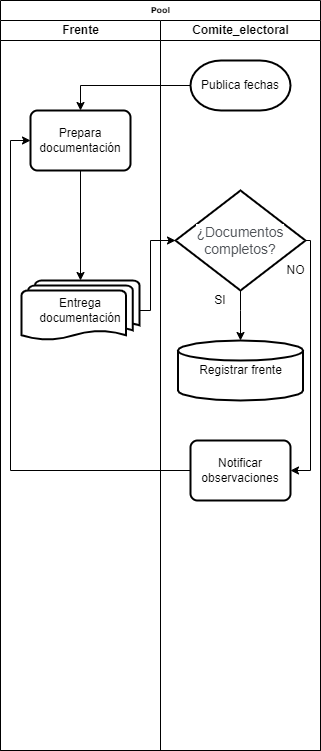 Pool
Frente
Comite_electoral
Publica fechas
Prepara
documentación
¿Documentos
completos?
NO
SI
Entrega
documentación
Registrar frente
Notificar
observaciones